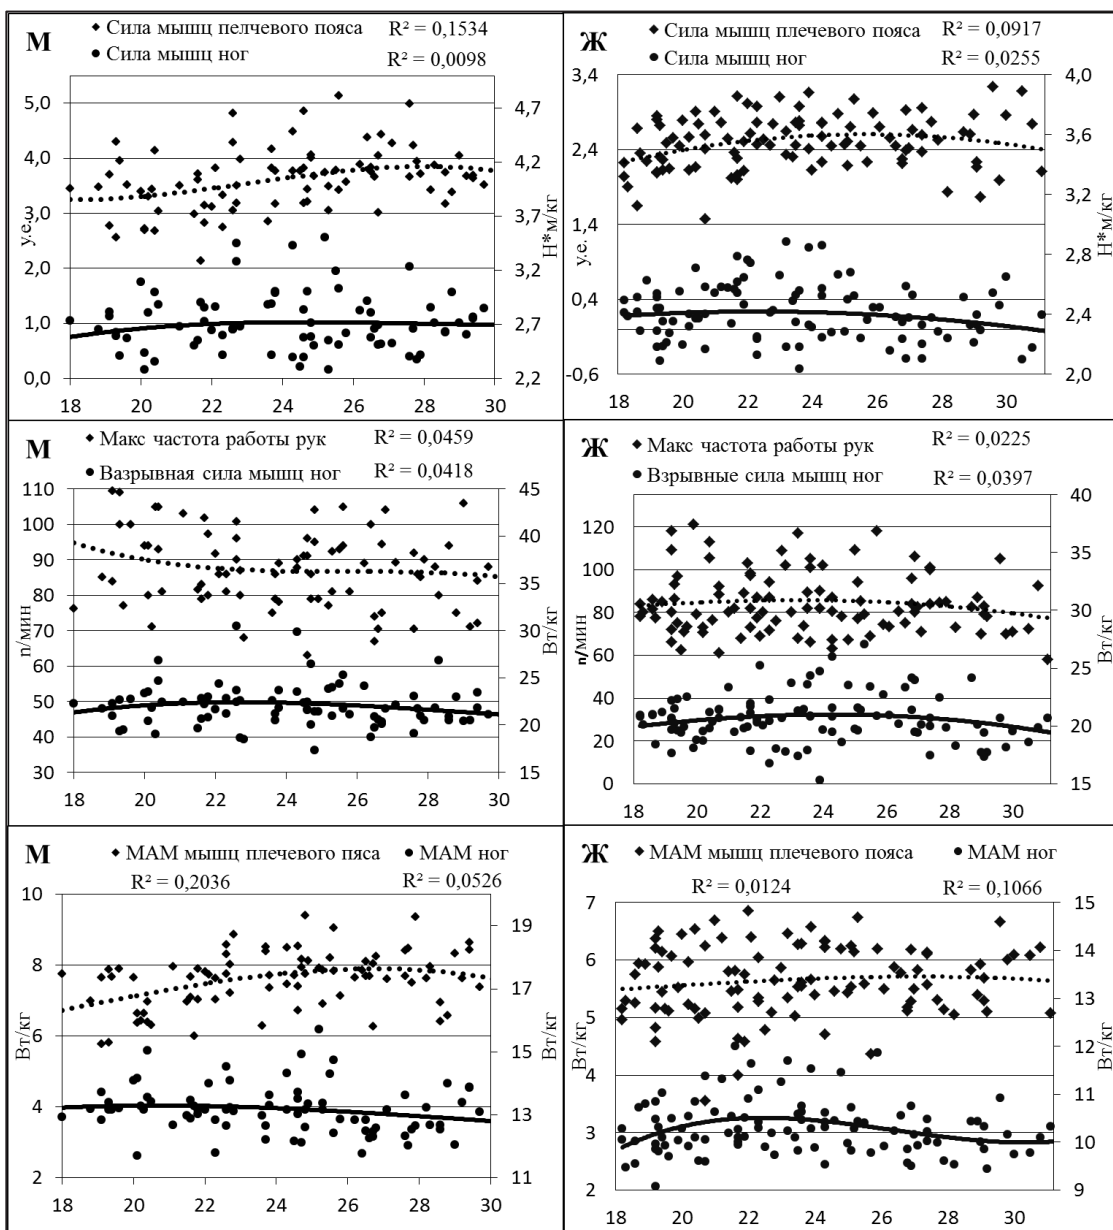 М
◆ Сила мышц пелчевого пояса R² = 0,1534
● Сила мышц ног R² = 0,0098
5,0
4,0
3,0
2,0
1,0
0,0
у.е.
4,7
4,2
3,7
3,2
2,7
2,2
Н*м/кг
18 20 22 24 26 28 30
Ж
◆ Сила мышц плечевого пояса R² = 0,0917
● Сила мышц ног R² = 0,0255
3,4
2,4
1,4
0,4
-0,6
у.е.
4,0
3,6
3,2
2,8
2,4
2,0
Н*м/кг
18 20 22 24 26 28 30
М
◆ Макс частота работы рук R² = 0,0459
● Вазрывная сила мышц ног R² = 0,0418
110
100
90
80
70
60
50
40
30
n/мин
45
40
35
30
25
20
15
Вт/кг
18 20 22 24 26 28 30
Ж
◆ Макс частота работы рук R² = 0,0225
● Взрывные сила мышц ног R² = 0,0397
120
100
80
60
40
20
0
n/мин
40
35
30
25
20
15
Вт/кг
18 20 22 24 26 28 30
М
◆ МАМ мышц плечевого пяса ● МАМ ног
R² = 0,2036 R² = 0,0526
10
8
6
4
2
Вт/кг
19
17
15
13
11
Вт/кг
18 20 22 24 26 28 30
Ж
◆ МАМ мышц плечевого пояса ● МАМ ног
R² = 0,0124 R² = 0,1066
7
6
5
4
3
2
Вт/кг
15
14
13
12
11
10
9
Вт/кг
18 20 22 24 26 28 30